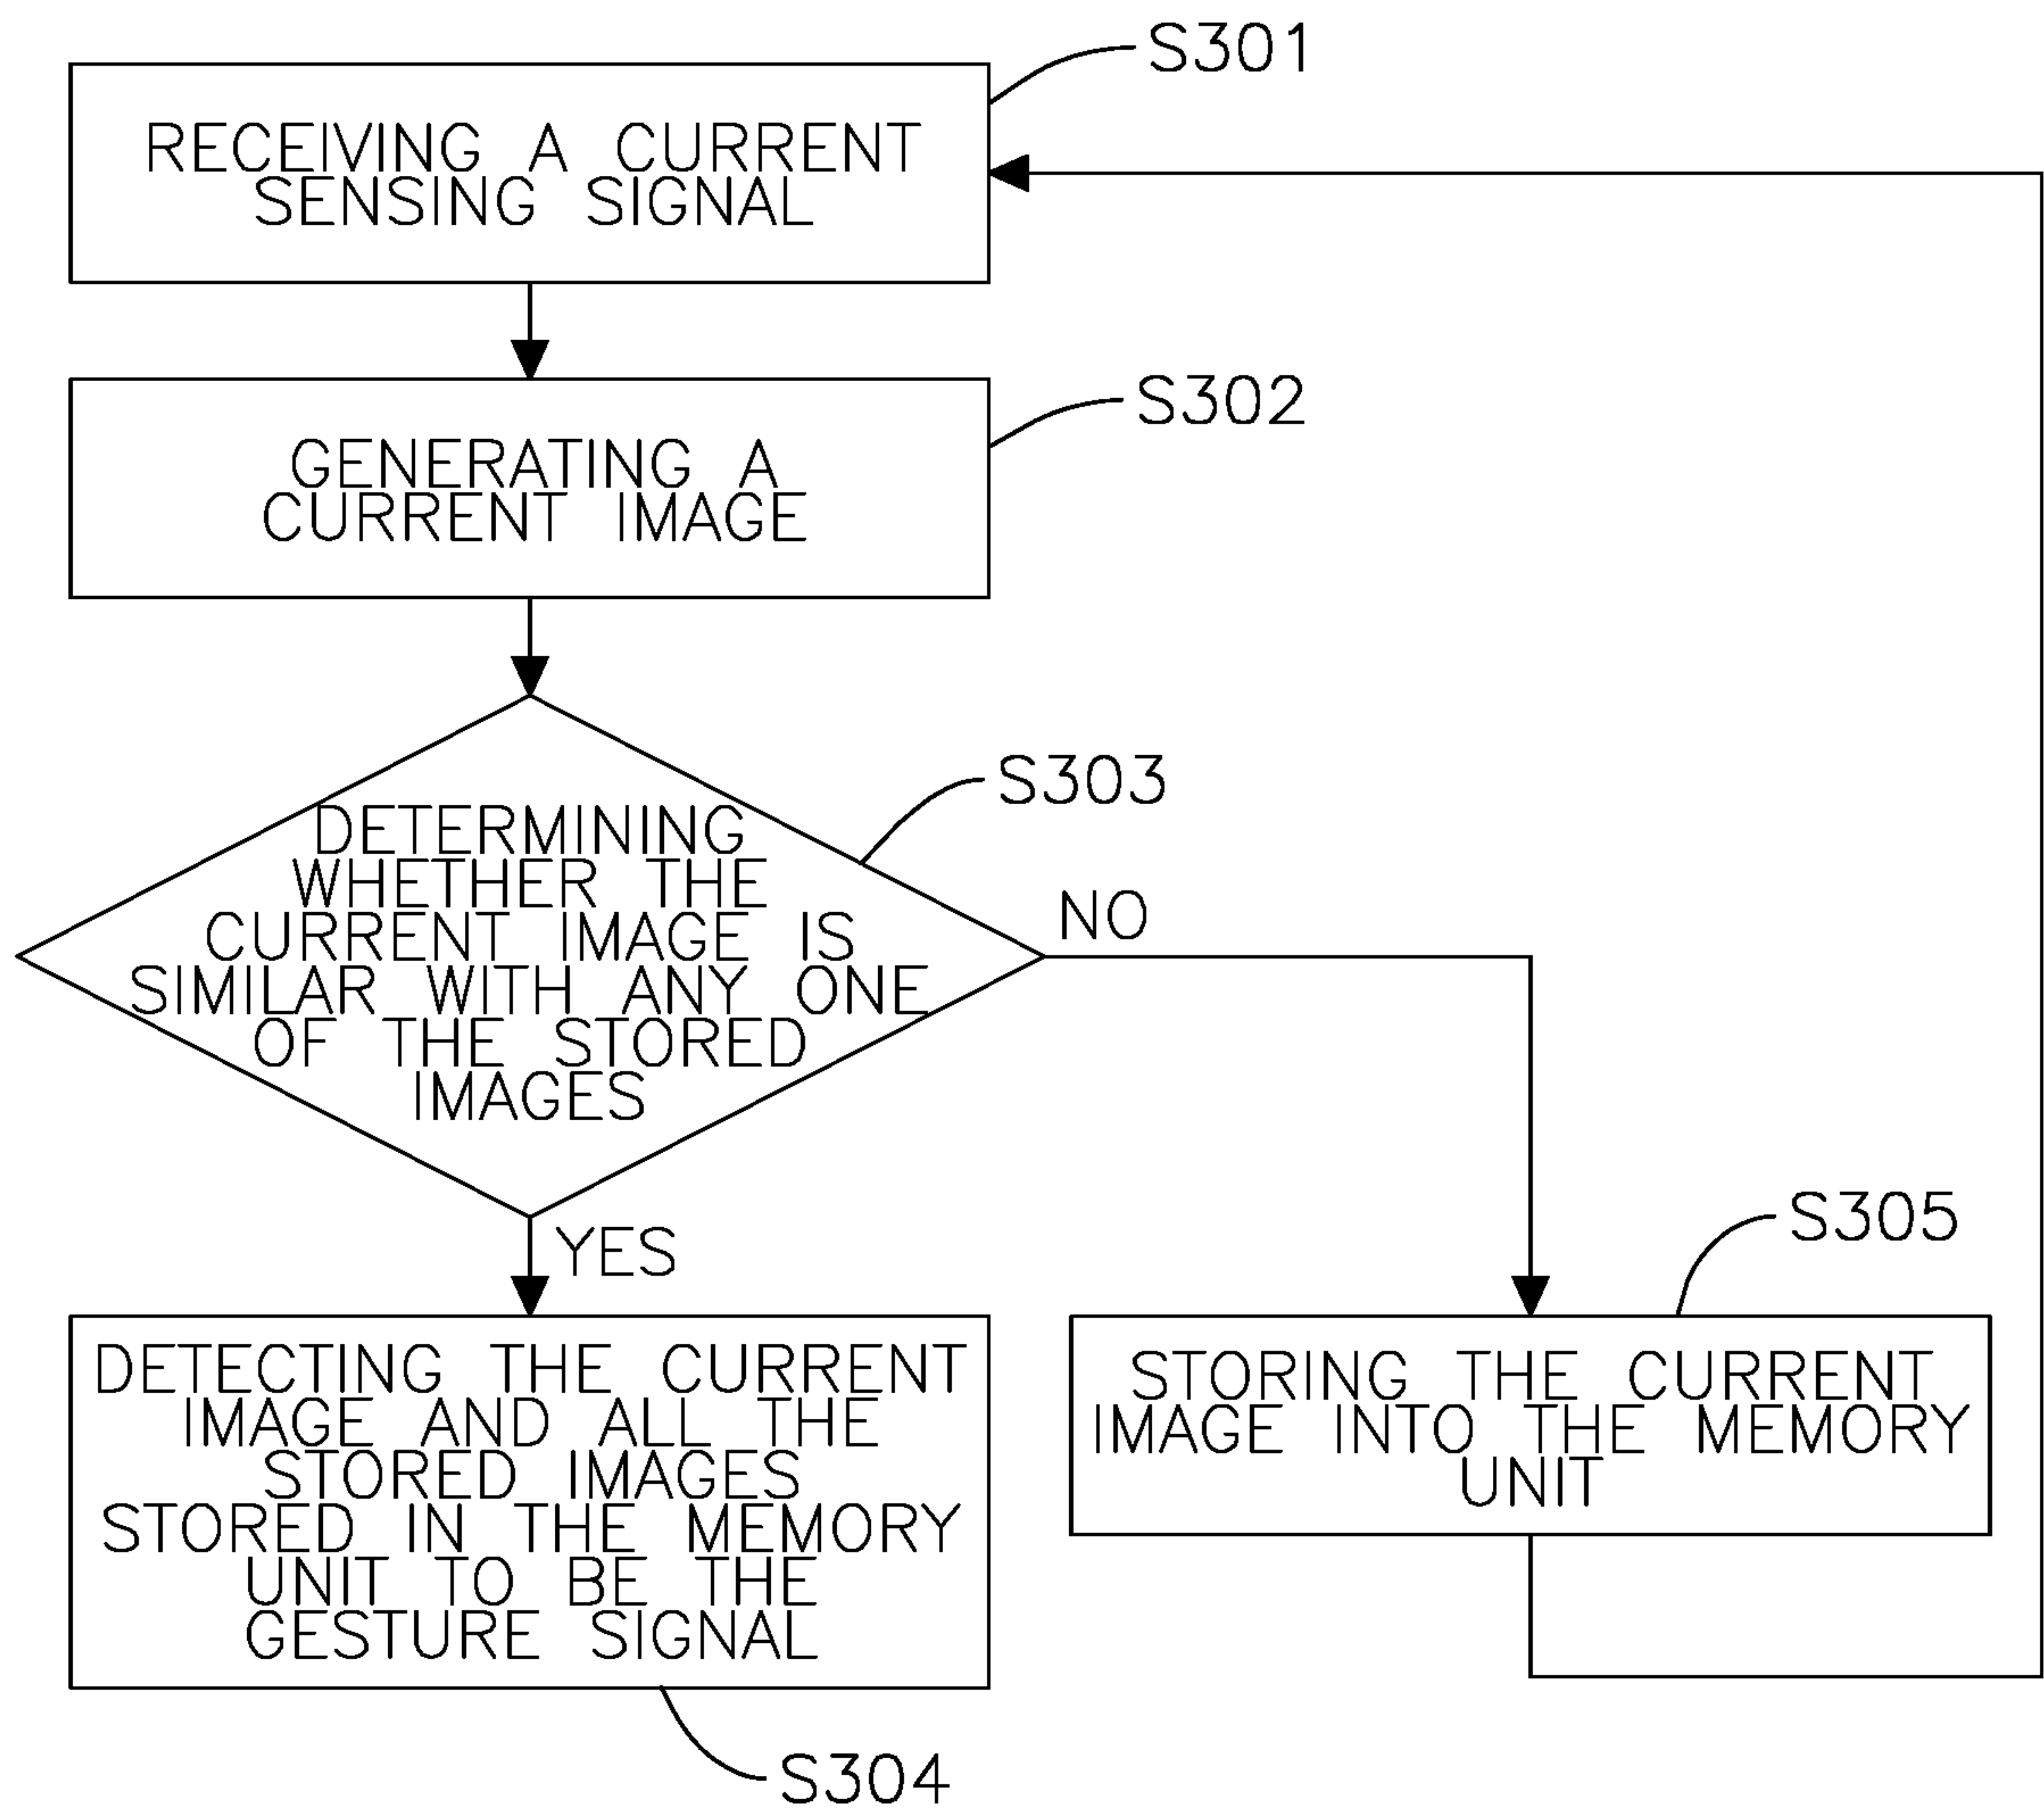 S301
RECEIVING A CURRENT
SENSING SIGNAL
S302
GENERATING A
CURRENT IMAGE
S303
DETERMINING
WHETHER THE
CURRENT IMAGE IS
SIMILAR WITH ANY ONE
OF THE STORED
IMAGES
NO
YES
S305
DETECTING THE CURRENT
IMAGE AND ALL THE
STORED IMAGES
STORED IN THE MEMORY
UNIT TO BE THE
GESTURE SIGNAL
STORING THE CURRENT
IMAGE INTO THE MEMORY
UNIT
S304